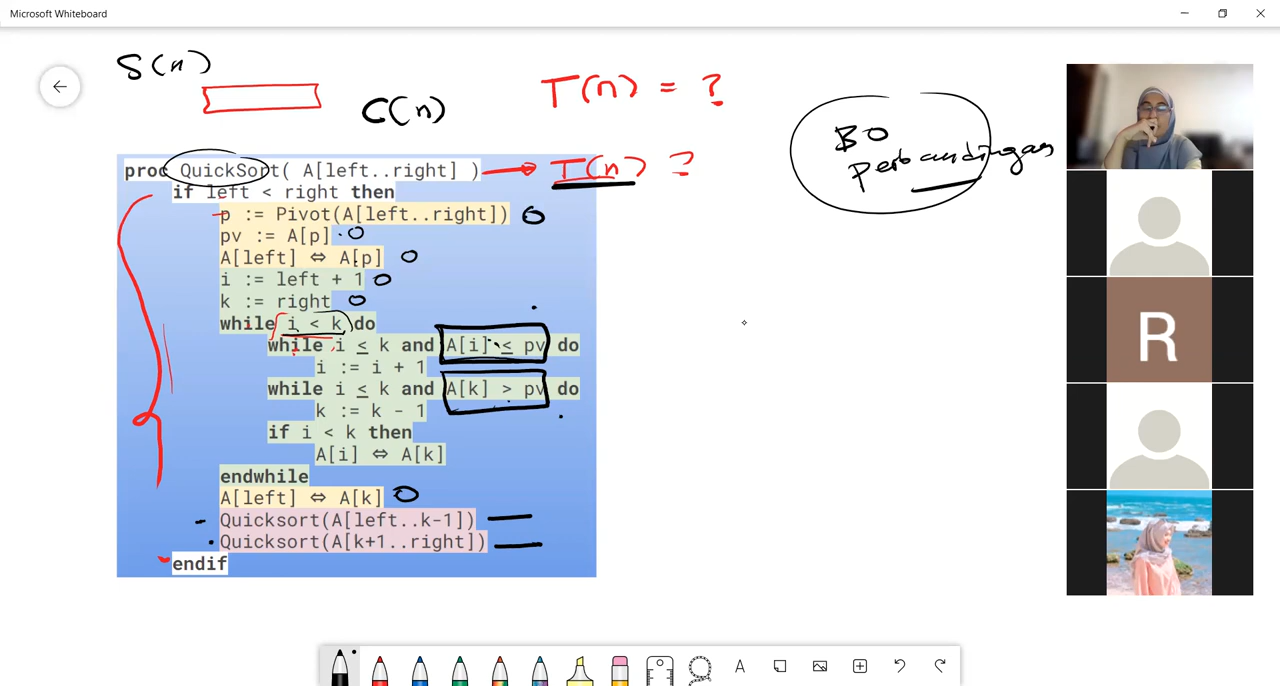 Microsoft Whiteboard
S(n)
C(n)
T(n) = ?
BO
Perbandingan
proc QuickSort( A[left..right] )
T(n) ?
if left < right then
p := Pivot(A[left..right])
pv := A[p]
A[left] ⇔ A[p]
i := left + 1
k := right
while i < k do
while i ≤ k and A[i] ≤ pv do
i := i + 1
while i ≤ k and A[k] > pv do
k := k - 1
if i < k then
A[i] ⇔ A[k]
endwhile
A[left] ⇔ A[k]
Quicksort(A[left..k-1])
Quicksort(A[k+1..right])
endif
R
A